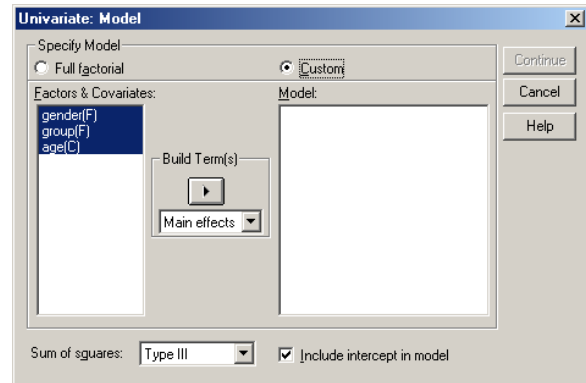 Univariate: Model
Specify Model
Full factorial
Custom
Continue
Cancel
Help
Factors & Covariates:
gender(F)
group(F)
age(C)
Build Term(s)
Main effects
Model:
Sum of squares:
Type III
Include intercept in model